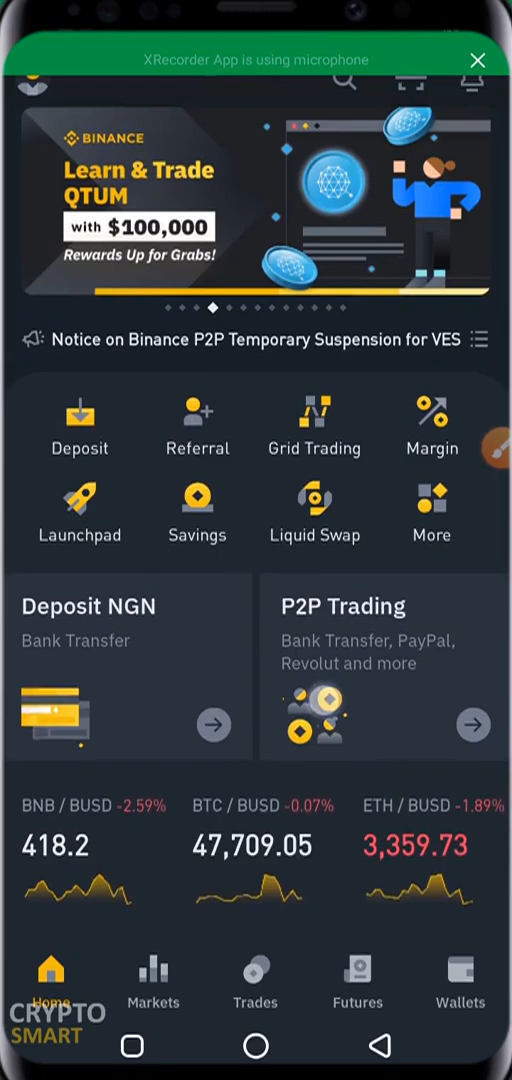 XRecorder App is using microphone
BINANCE
Learn & Trade
QTUM
with $100,000
Rewards Up for Grabs!
Notice on Binance P2P Temporary Suspension for VES
Deposit
Referral
Grid Trading
Margin
Launchpad
Savings
Liquid Swap
More
Deposit NGN
Bank Transfer
P2P Trading
Bank Transfer, PayPal,
Revolut and more
BNB / BUSD -2.59%
418.2
BTC / BUSD -0.07%
47,709.05
ETH / BUSD -1.89%
3,359.73
Home
Markets
Trades
Futures
Wallets
CRYPTO
SMART